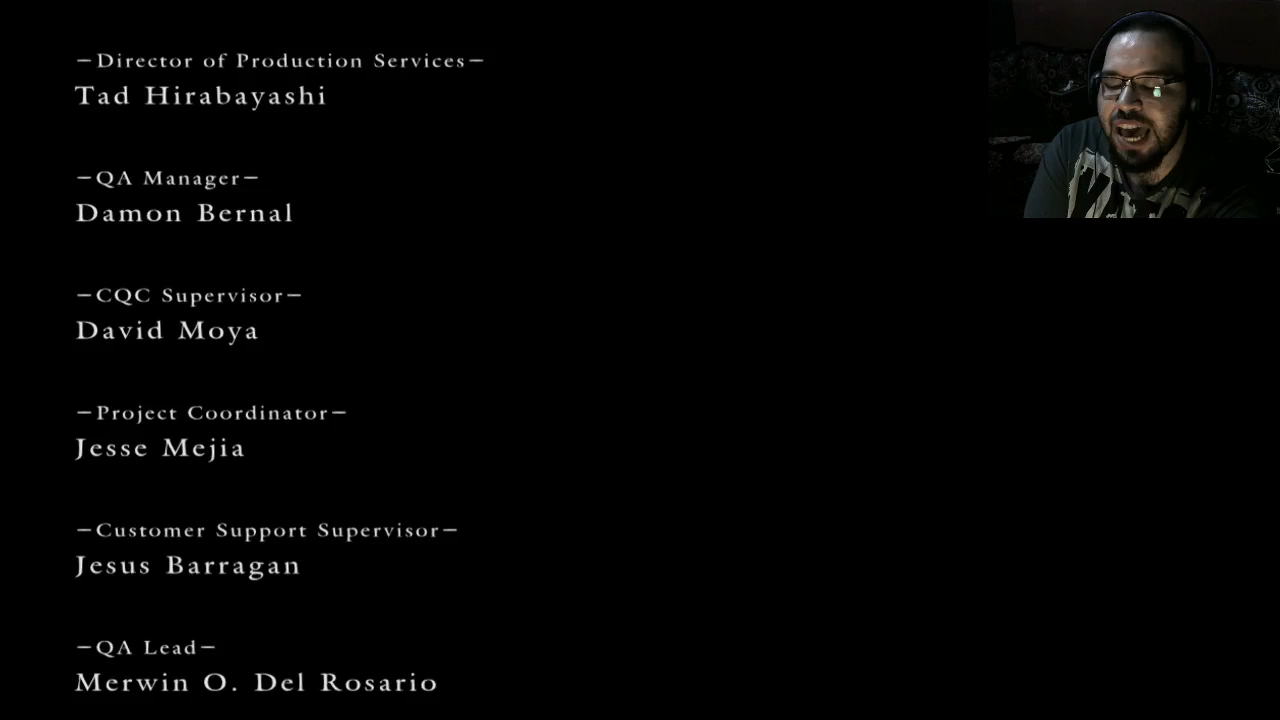 —Director of Production Services—
Tad Hirabayashi
—QA Manager—
Damon Bernal
—CQC Supervisor—
David Moya
—Project Coordinator—
Jesse Mejia
—Customer Support Supervisor—
Jesus Barragan
—QA Lead—
Merwin O. Del Rosario